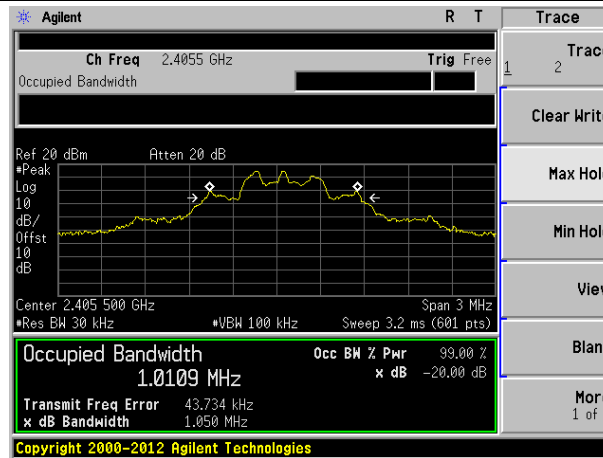 Agilent R T Trace
Ch Freq 2.4055 GHz Trig Free
Occupied Bandwidth
Trace
1 2
Clear Write
Max Hol
Min Hol
View
Blan
More
1 of
Ref 20 dBm Atten 20 dB
#Peak
Log
10
dB/
Offst
10
dB
Center 2.405 500 GHz Span 3 MHz
#Res BW 30 kHz #VBW 100 kHz Sweep 3.2 ms (601 pts)
Occupied Bandwidth Occ BW % Pwr 99.00 %
1.0109 MHz x dB -20.00 dB
Transmit Freq Error 43.734 kHz
x dB Bandwidth 1.050 MHz
Copyright 2000-2012 Agilent Technologies